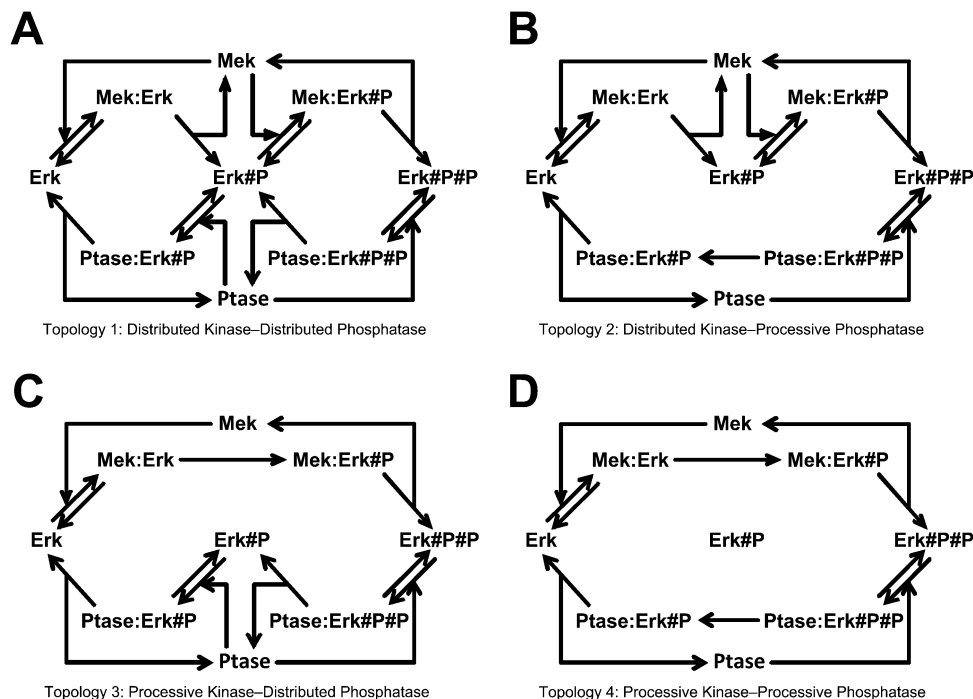 A
Mek
Mek:Erk Mek:Erk#P
Erk Erk#P Erk#P#P
Ptase:Erk#P Ptase:Erk#P#P
Ptase
Topology 1: Distributed Kinase–Distributed Phosphatase
B
Mek
Mek:Erk Mek:Erk#P
Erk Erk#P Erk#P#P
Ptase:Erk#P Ptase:Erk#P#P
Ptase
Topology 2: Distributed Kinase–Processive Phosphatase
C
Mek
Mek:Erk Mek:Erk#P
Erk Erk#P Erk#P#P
Ptase:Erk#P Ptase:Erk#P#P
Ptase
Topology 3: Processive Kinase–Distributed Phosphatase
D
Mek
Mek:Erk Mek:Erk#P
Erk Erk#P Erk#P#P
Ptase:Erk#P Ptase:Erk#P#P
Ptase
Topology 4: Processive Kinase–Processive Phosphatase